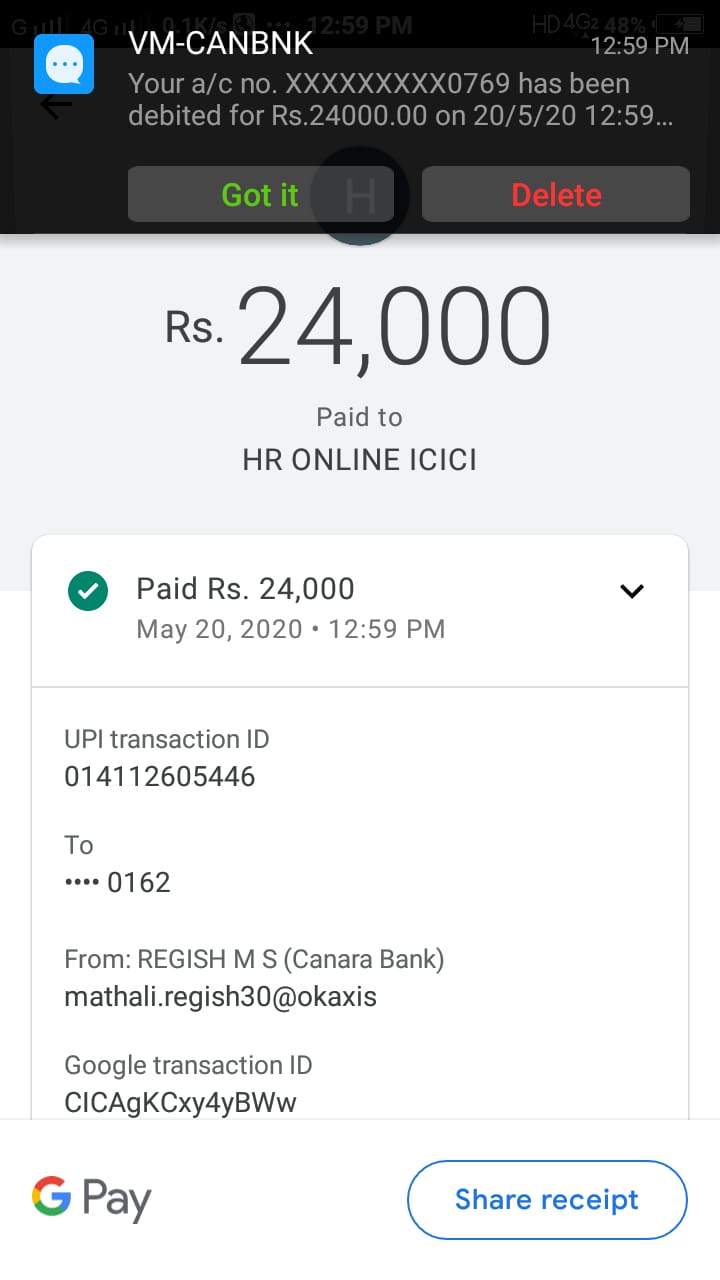 G 4G 0.1K/s ... 12:59 PM HD 4G2 48%
VM-CANBNK
12:59 PM
Your a/c no. XXXXXXXXX0769 has been
debited for Rs.24000.00 on 20/5/20 12:59...
Got it
H
Delete
Rs. 24,000
Paid to
HR ONLINE ICICI
Paid Rs. 24,000
May 20, 2020 • 12:59 PM
UPI transaction ID
014112605446
To
•••• 0162
From: REGISH M S (Canara Bank)
mathali.regish30@okaxis
Google transaction ID
CICAgKCxy4yBWw
G Pay
Share receipt